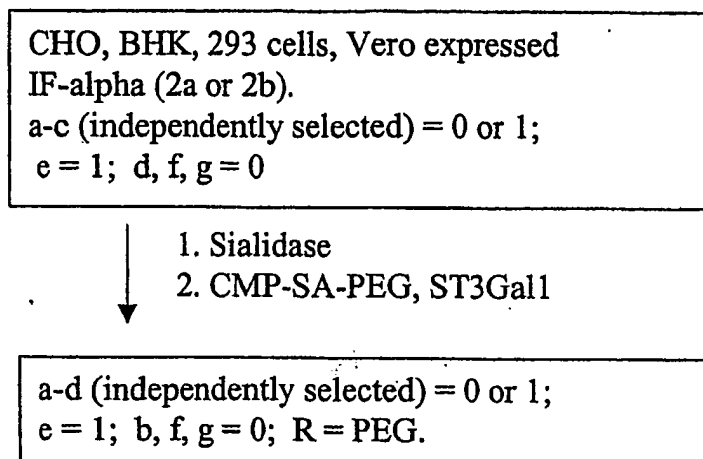 CHO, BHK, 293 cells, Vero expressed
IF-alpha (2a or 2b).
a-c (independently selected) = 0 or 1;
e = 1; d, f, g = 0
1. Sialidase
2. CMP-SA-PEG, ST3Gal1
a-d (independently selected) = 0 or 1;
e = 1; b, f, g = 0; R = PEG.